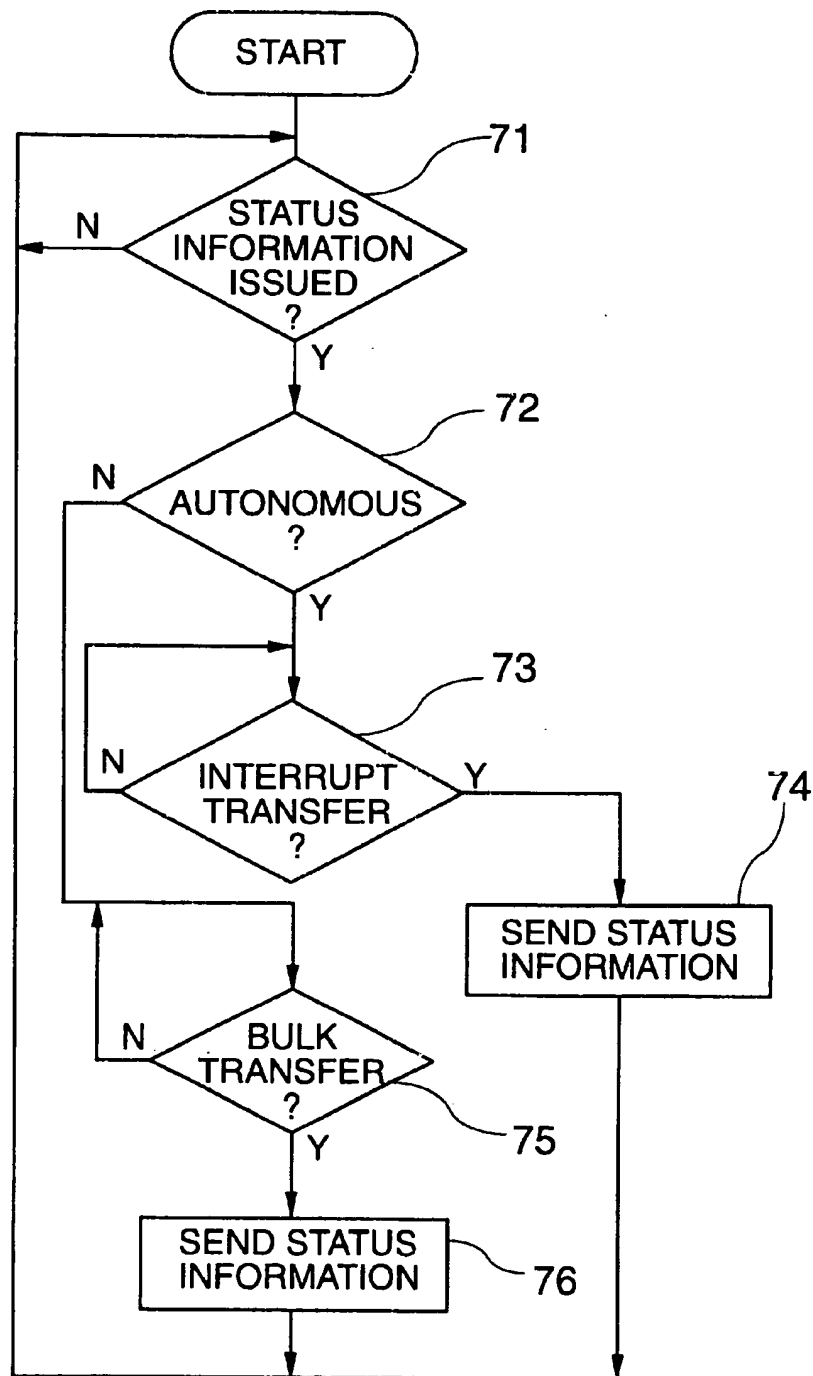 START
71
STATUS
INFORMATION
ISSUED
?
N
Y
72
N
AUTONOMOUS
?
Y
73
N
INTERRUPT
TRANSFER
?
Y
74
SEND STATUS
INFORMATION
N
BULK
TRANSFER
?
75
Y
SEND STATUS
INFORMATION
76